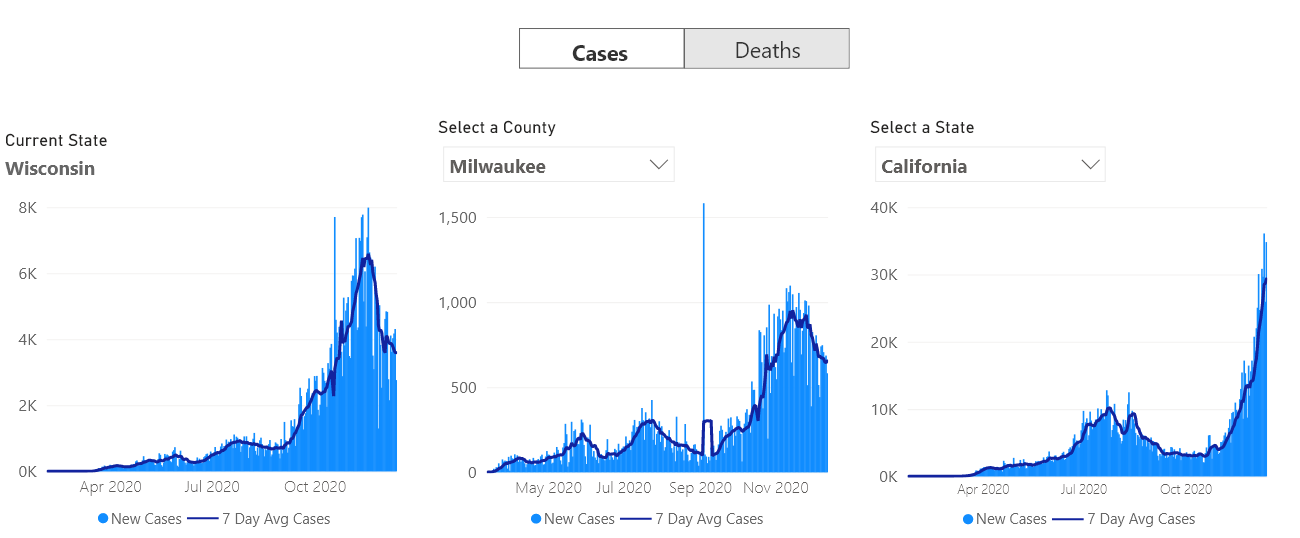 Cases
Deaths
Current State
Wisconsin
8K
6K
4K
2K
0K
Apr 2020 Jul 2020 Oct 2020
New Cases 7 Day Avg Cases
Select a County
Milwaukee
1,500
1,000
500
0
May 2020 Jul 2020 Sep 2020 Nov 2020
New Cases 7 Day Avg Cases
Select a State
California
40K
30K
20K
10K
0K
Apr 2020 Jul 2020 Oct 2020
New Cases 7 Day Avg Cases